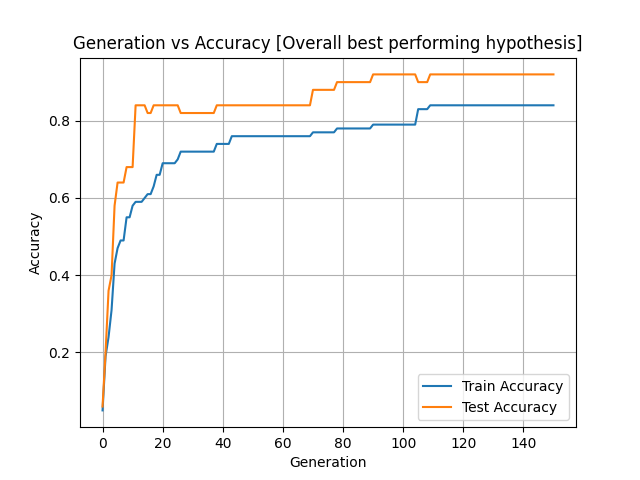 Generation vs Accuracy [Overall best performing hypothesis]
Accuracy
0.8
0.6
0.4
0.2
0 20 40 60 80 100 120 140
Generation
Train Accuracy
Test Accuracy